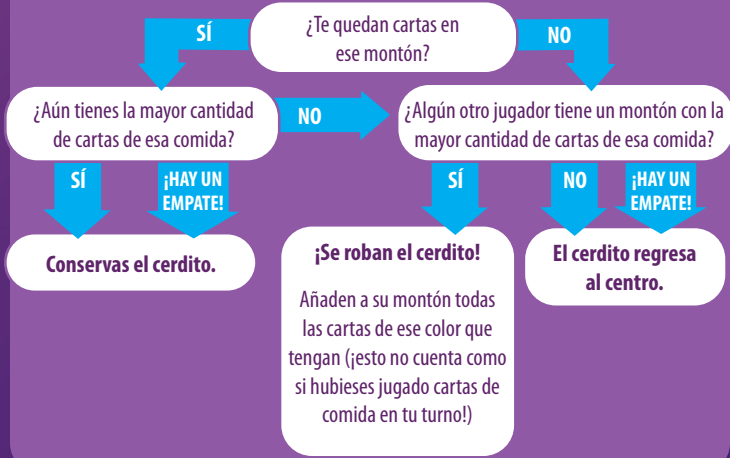 ¿Te quedan cartas en
ese montón?
SÍ
NO
¿Aún tienes la mayor cantidad
de cartas de esa comida?
NO
¿Algún otro jugador tiene un montón con la
mayor cantidad de cartas de esa comida?
SÍ
¡HAY UN
EMPATE!
SÍ
NO
¡HAY UN
EMPATE!
Conservas el cerdito.
¡Se roban el cerdito!
Añaden a su montón todas
las cartas de ese color que
tengan (¡esto no cuenta como
si hubieses jugado cartas de
comida en tu turno!)
El cerdito regresa
al centro.